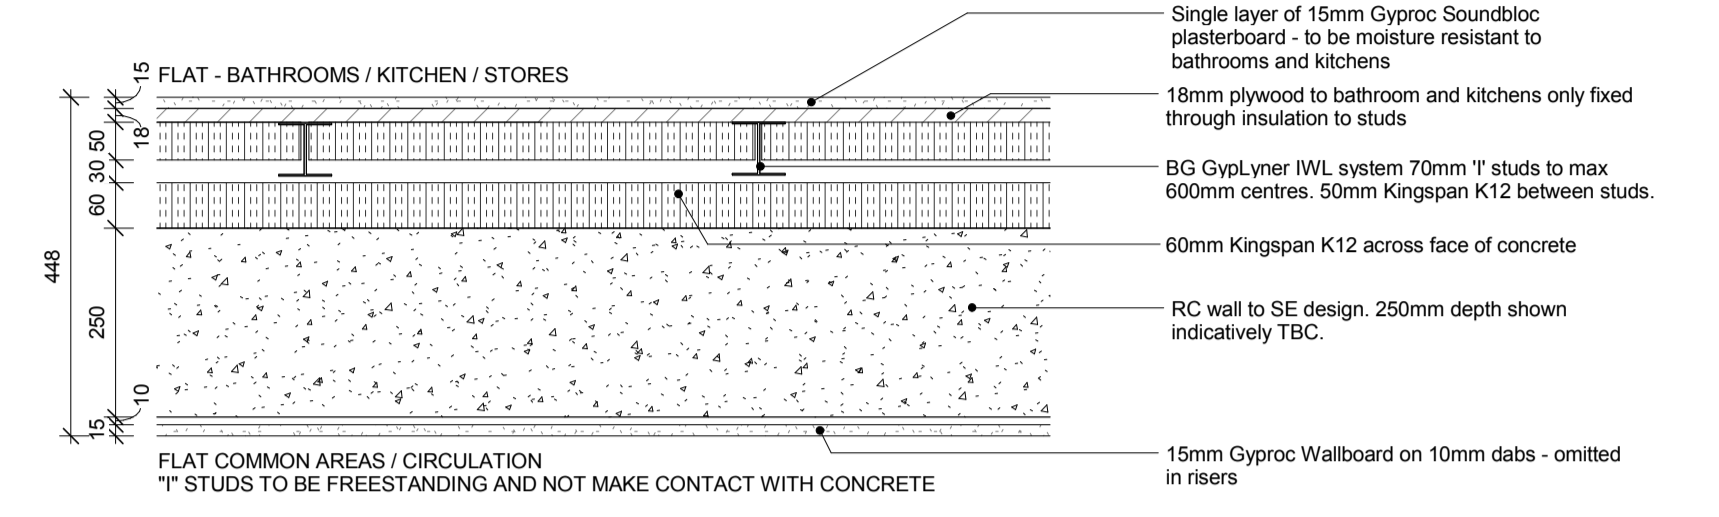 Single layer of 15mm Gyproc Soundbloc
plasterboard - to be moisture resistant to
bathrooms and kitchens
FLAT - BATHROOMS / KITCHEN / STORES
18mm plywood to bathroom and kitchens only fixed
through insulation to studs
BG GypLyner IWL system 70mm 'I' studs to max
600mm centres. 50mm Kingspan K12 between studs.
60mm Kingspan K12 across face of concrete
RC wall to SE design. 250mm depth shown
indicatively TBC.
15mm Gyproc Wallboard on 10mm dabs - omitted
in risers
FLAT COMMON AREAS / CIRCULATION
"I" STUDS TO BE FREESTANDING AND NOT MAKE CONTACT WITH CONCRETE
448
15
18
50
30
60
250
10
15